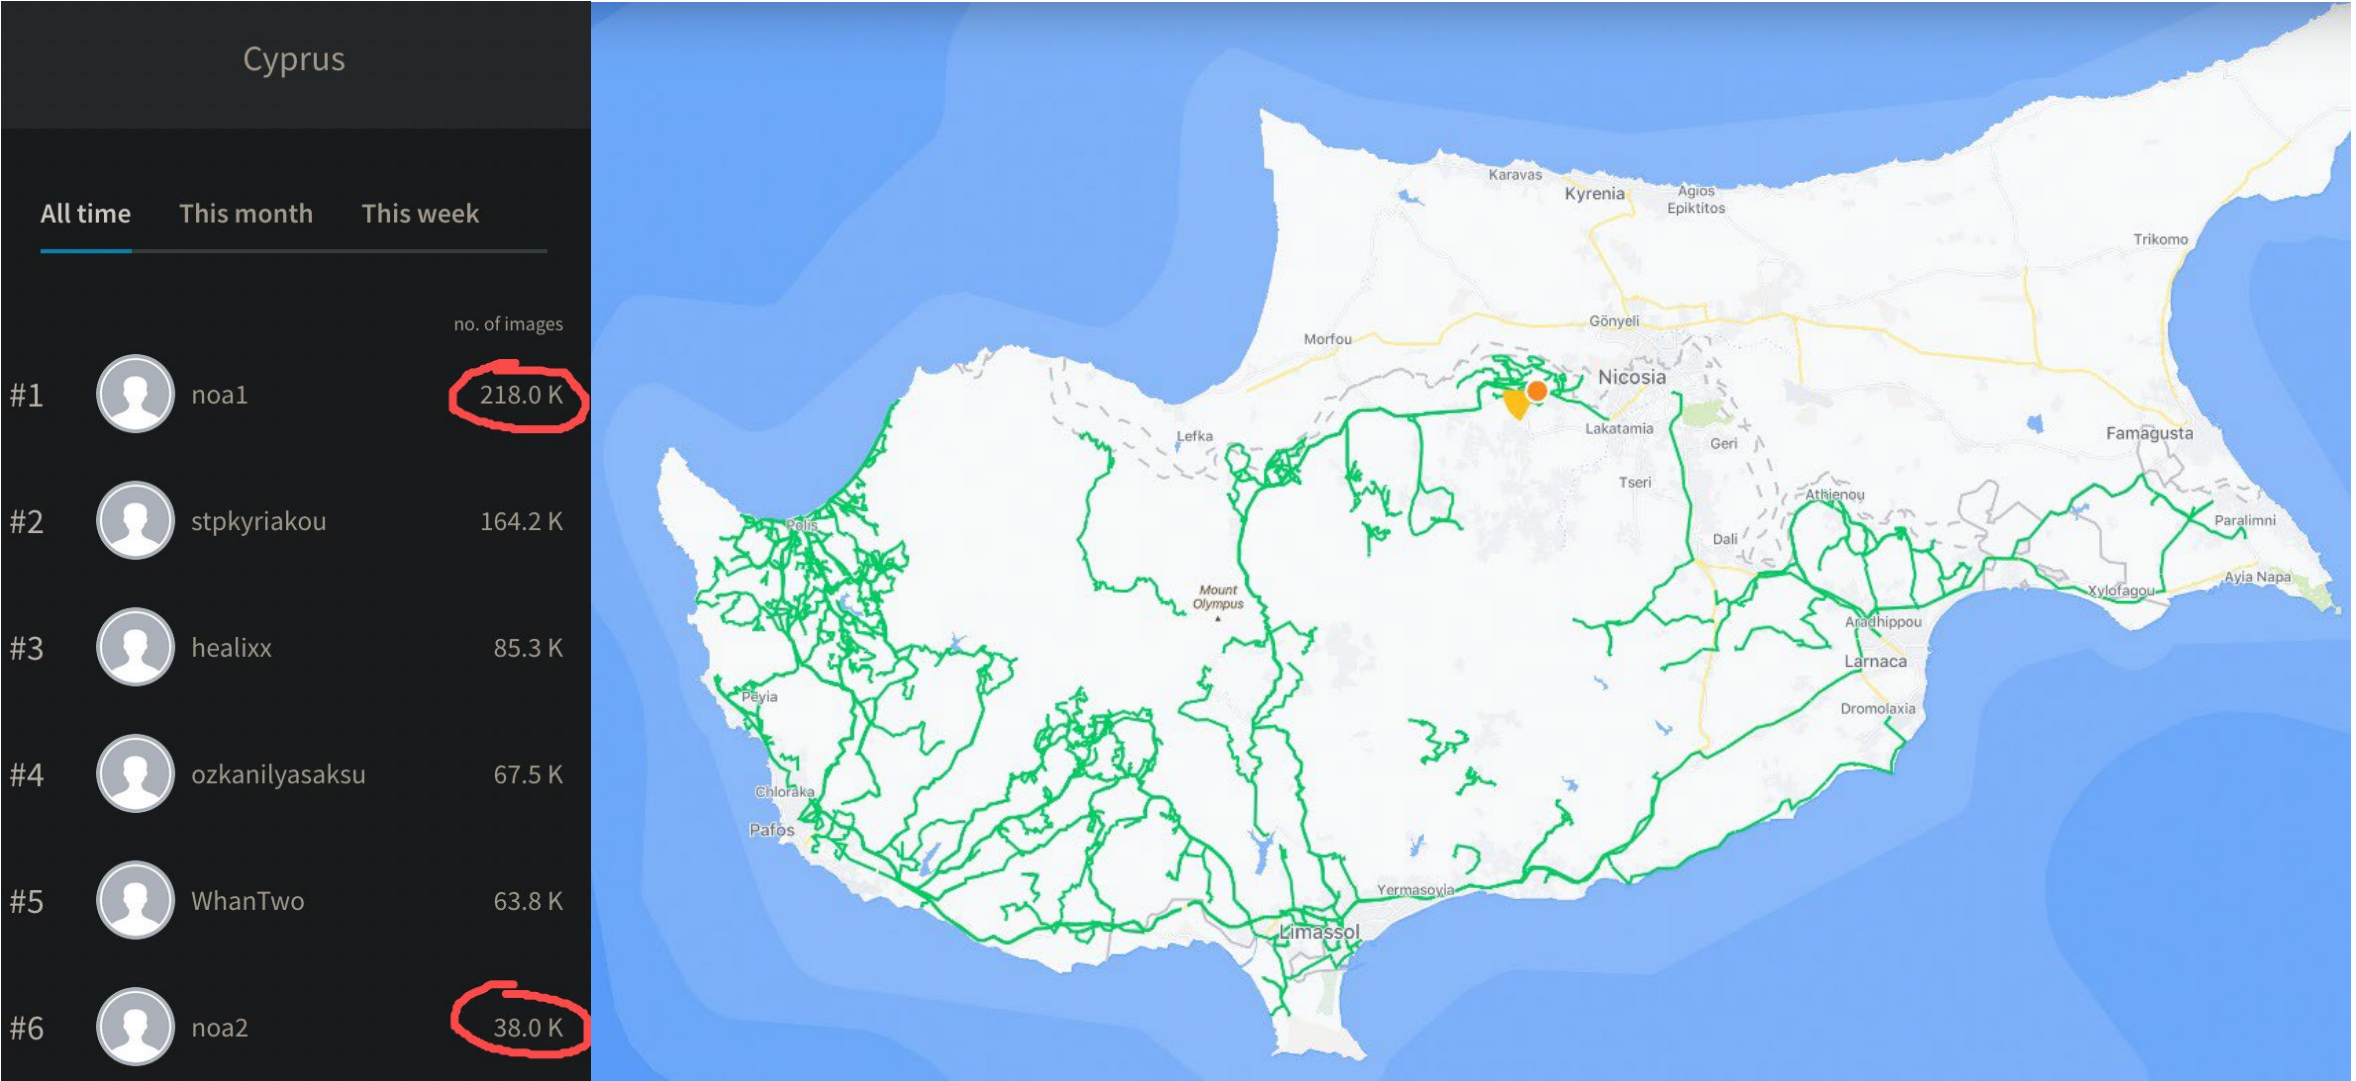 Cyprus
All time This month This week
no. of images
#1 noa1 218.0 K
#2 stpkyriakou 164.2 K
#3 healixx 85.3 K
#4 ozkanilyasaksu 67.5 K
#5 WhanTwo 63.8 K
#6 noa2 38.0 K
Karavas
Kyrenia
Agios
Epiktitos
Trikomo
Gönyeli
Morfou
Nicosia
Lefka
Lakatamia
Geri
Famagusta
Tseri
Athienou
Paralimni
Polis
Dali
Ayia Napa
Mount
Olympus
Xylofagou
Aradhippou
Larnaca
Peyia
Dromolaxia
Chloraka
Pafos
Yermasoyia
Limassol